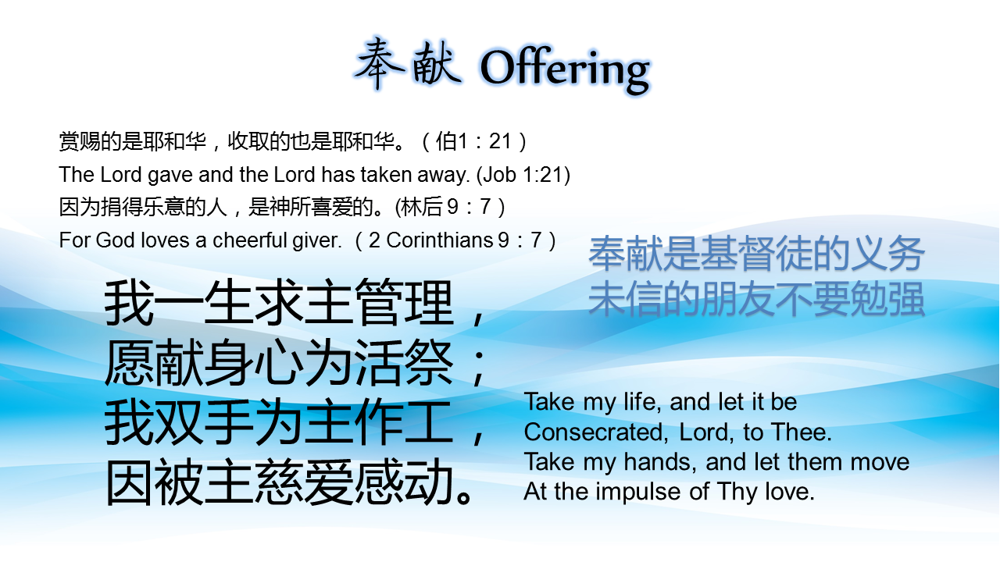 奉献 Offering
赏赐的是耶和华，收取的也是耶和华。（伯1：21）
The Lord gave and the Lord has taken away. (Job 1:21)
因为捐得乐意的人，是神所喜爱的。(林后 9：7）
For God loves a cheerful giver. （2 Corinthians 9：7）
奉献是基督徒的义务
未信的朋友不要勉强
我一生求主管理，
愿献身心为活祭；
我双手为主作工，
因被主慈爱感动。
Take my life, and let it be
Consecrated, Lord, to Thee.
Take my hands, and let them move
At the impulse of Thy love.